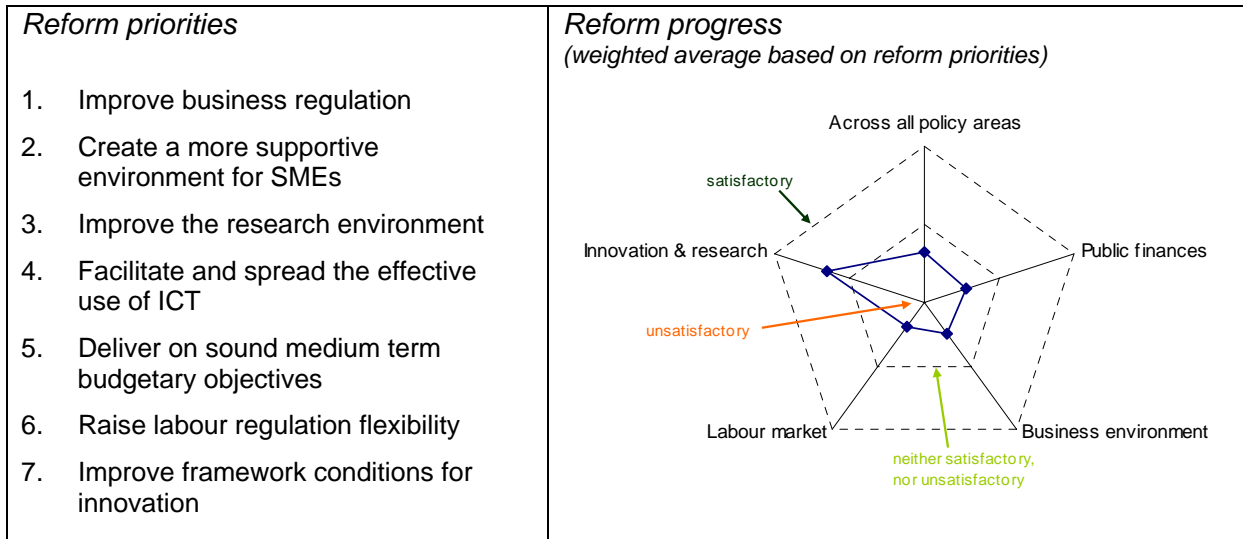 Reform priorities
1. Improve business regulation
2. Create a more supportive
environment for SMEs
3. Improve the research environment
4. Facilitate and spread the effective
use of ICT
5. Deliver on sound medium term
budgetary objectives
6. Raise labour regulation flexibility
7. Improve framework conditions for
innovation
Reform progress
(weighted average based on reform priorities)
Across all policy areas
satisfactory
Innovation & research
Public finances
unsatisfactory
Labour market
Business environment
neither satisfactory,
nor unsatisfactory